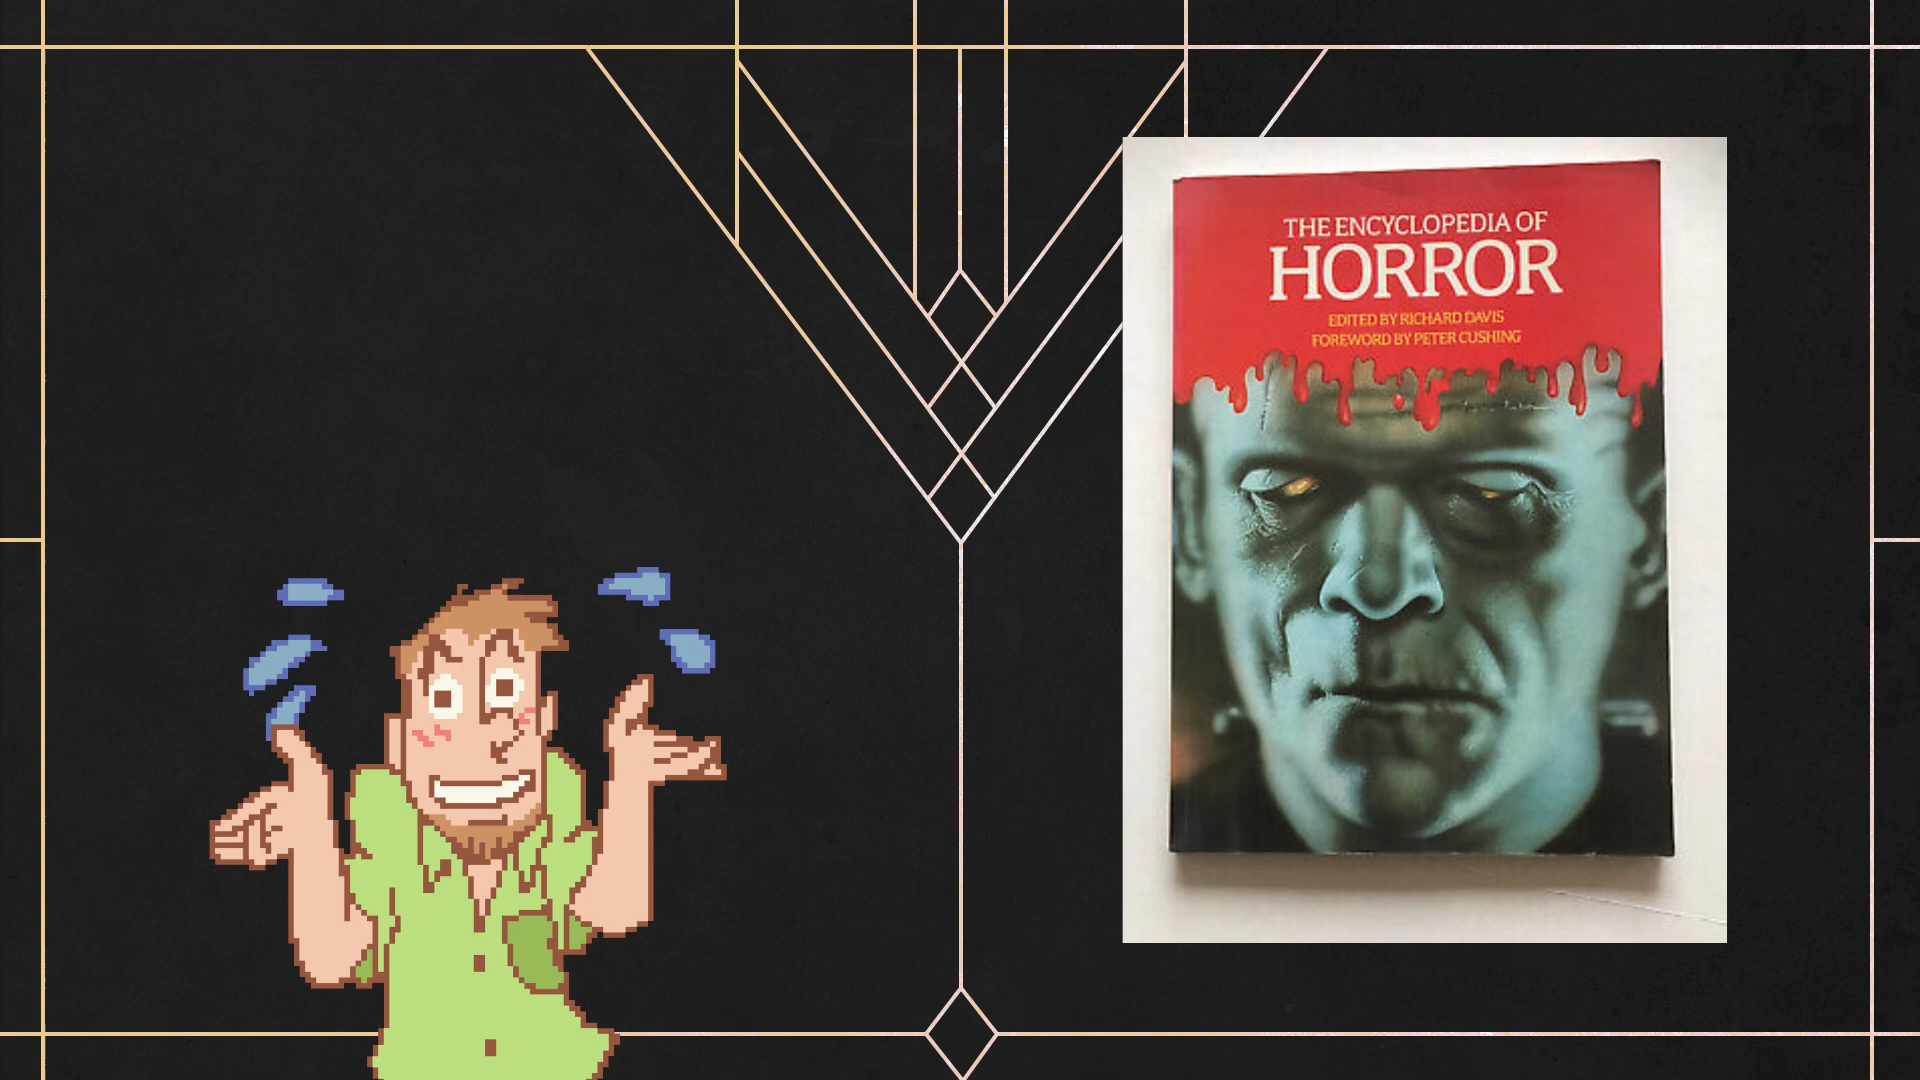 THE ENCYCLOPEDIA OF
HORROR
EDITED BY RICHARD DAVIS
FOREWORD BY PETER CUSHING